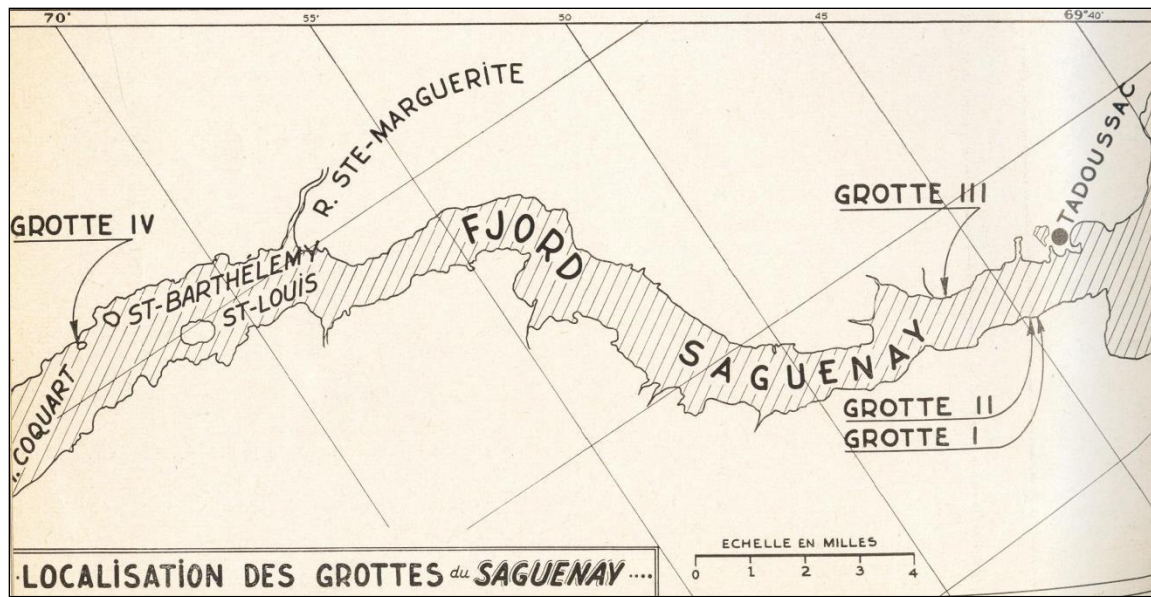 70° 55' 50 45 69° 40'
R. STE-MARGUERITE
TADOUSSAC
GROTTE III
GROTTE IV
FJORD
ST-BARTHÉLEMY
ST-LOUIS
SAGUENAY
COQUART
GROTTE II
GROTTE I
ECHELLE EN MILLES
0 1 2 3 4
LOCALISATION DES GROTTES du SAGUENAY ....